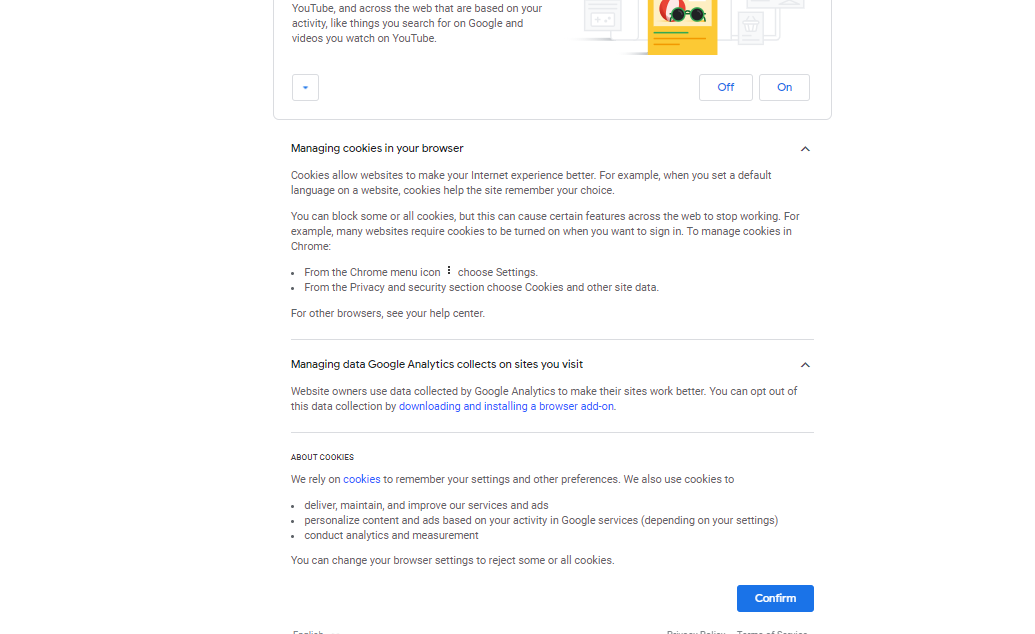 YouTube, and across the web that are based on your
activity, like things you search for on Google and
videos you watch on YouTube.
Off
On
Managing cookies in your browser
Cookies allow websites to make your Internet experience better. For example, when you set a default
language on a website, cookies help the site remember your choice.
You can block some or all cookies, but this can cause certain features across the web to stop working. For
example, many websites require cookies to be turned on when you want to sign in. To manage cookies in
Chrome:
• From the Chrome menu icon ⋮ choose Settings.
• From the Privacy and security section choose Cookies and other site data.
For other browsers, see your help center.
Managing data Google Analytics collects on sites you visit
Website owners use data collected by Google Analytics to make their sites work better. You can opt out of
this data collection by downloading and installing a browser add-on.
ABOUT COOKIES
We rely on cookies to remember your settings and other preferences. We also use cookies to
• deliver, maintain, and improve our services and ads
• personalize content and ads based on your activity in Google services (depending on your settings)
• conduct analytics and measurement
You can change your browser settings to reject some or all cookies.
Confirm
English
Privacy Policy
Terms of Service